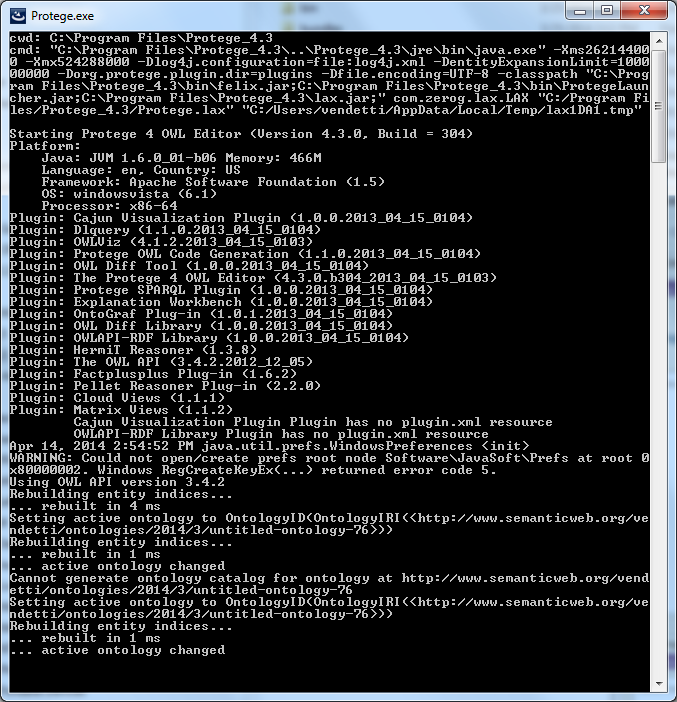 Protege.exe
cwd: C:\Program Files\Protege_4.3
cmd: "C:\Program Files\Protege_4.3\..\Protege_4.3\jre\bin\java.exe" -Xms26214400
0 -Xmx524288000 -Dlog4j.configuration=file:log4j.xml -DentityExpansionLimit=1000
00000 -Dorg.protege.plugin.dir=plugins -Dfile.encoding=UTF-8 -classpath "C:\Prog
ram Files\Protege_4.3\bin\felix.jar;C:\Program Files\Protege_4.3\bin\ProtegeLaun
cher.jar;C:\Program Files\Protege_4.3\lax.jar;" com.zerog.lax.LAX "C:/Program Fi
les/Protege_4.3/Protege.lax" "C:/Users/vendetti/AppData/Local/Temp/lax1DA1.tmp"
Starting Protege 4 OWL Editor (Version 4.3.0, Build = 304)
Platform:
Java: JVM 1.6.0_01-b06 Memory: 466M
Language: en, Country: US
Framework: Apache Software Foundation (1.5)
OS: windowsvista (6.1)
Processor: x86-64
Plugin: Cajun Visualization Plugin (1.0.0.2013_04_15_0104)
Plugin: Dlquery (1.1.0.2013_04_15_0104)
Plugin: OWLViz (4.1.2.2013_04_15_0103)
Plugin: Protege OWL Code Generation (1.1.0.2013_04_15_0104)
Plugin: OWL Diff Tool (1.0.0.2013_04_15_0104)
Plugin: The Protege 4 OWL Editor (4.3.0.b304_2013_04_15_0103)
Plugin: Protege SPARQL Plugin (1.0.0.2013_04_15_0104)
Plugin: Explanation Workbench (1.0.0.2013_04_15_0104)
Plugin: OntoGraf Plug-in (1.0.1.2013_04_15_0104)
Plugin: OWL Diff Library (1.0.0.2013_04_15_0104)
Plugin: OWLAPI-RDF Library (1.0.0.2013_04_15_0104)
Plugin: HermiT Reasoner (1.3.8)
Plugin: The OWL API (3.4.2.2012_12_05)
Plugin: Factplusplus Plug-in (1.6.2)
Plugin: Pellet Reasoner Plug-in (2.2.0)
Plugin: Cloud Views (1.1.1)
Plugin: Matrix Views (1.1.2)
Cajun Visualization Plugin Plugin has no plugin.xml resource
OWLAPI-RDF Library Plugin has no plugin.xml resource
Apr 14, 2014 2:54:52 PM java.util.prefs.WindowsPreferences <init>
WARNING: Could not open/create prefs root node Software\JavaSoft\Prefs at root 0
x80000002. Windows RegCreateKeyEx(...) returned error code 5.
Using OWL API version 3.4.2
Rebuilding entity indices...
... rebuilt in 4 ms
Setting active ontology to OntologyID(OntologyIRI(<http://www.semanticweb.org/ve
ndetti/ontologies/2014/3/untitled-ontology-76>))
Rebuilding entity indices...
... rebuilt in 1 ms
... active ontology changed
Cannot generate ontology catalog for ontology at http://www.semanticweb.org/vend
etti/ontologies/2014/3/untitled-ontology-76
Setting active ontology to OntologyID(OntologyIRI(<http://www.semanticweb.org/ve
ndetti/ontologies/2014/3/untitled-ontology-76>))
Rebuilding entity indices...
... rebuilt in 1 ms
... active ontology changed